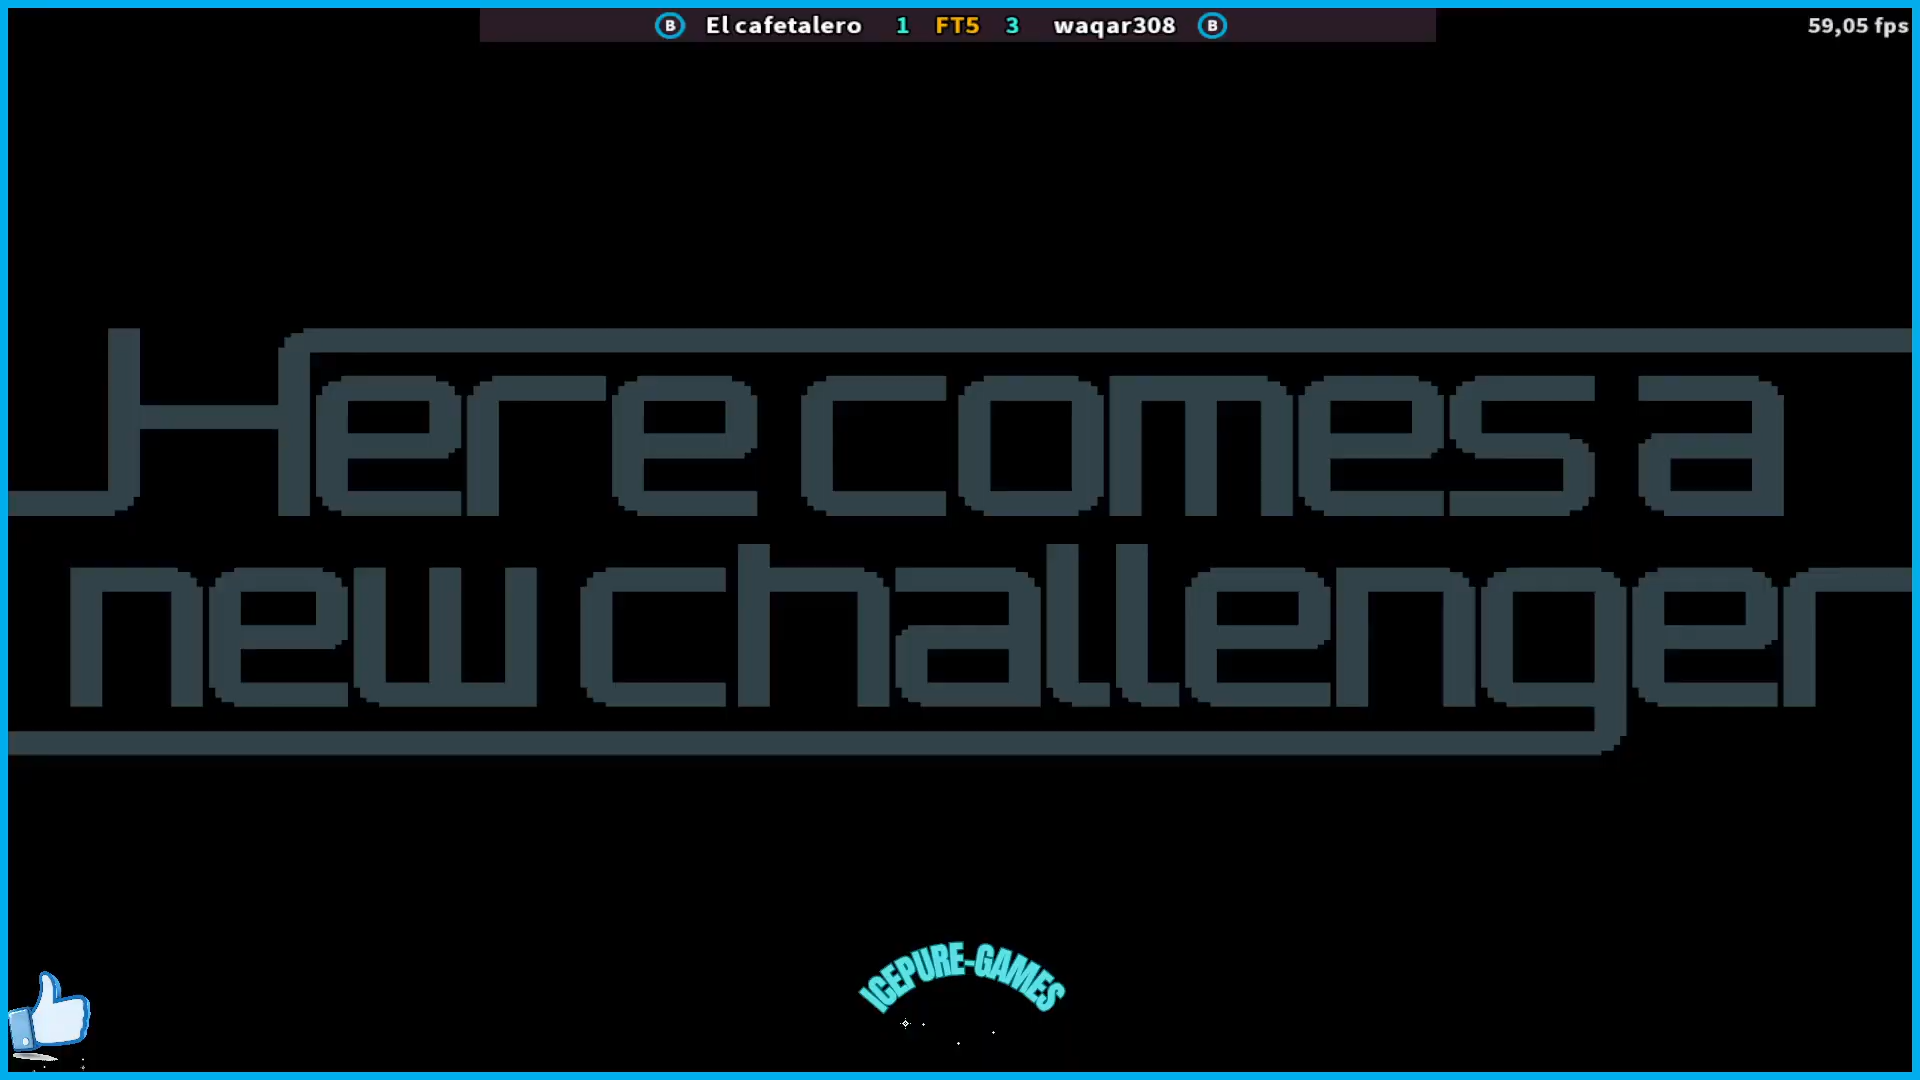 B El cafetalero 1 FT5 3 waqar308 B
59,05 fps
Here comes a
new challenger
ICEPURE-GAMES